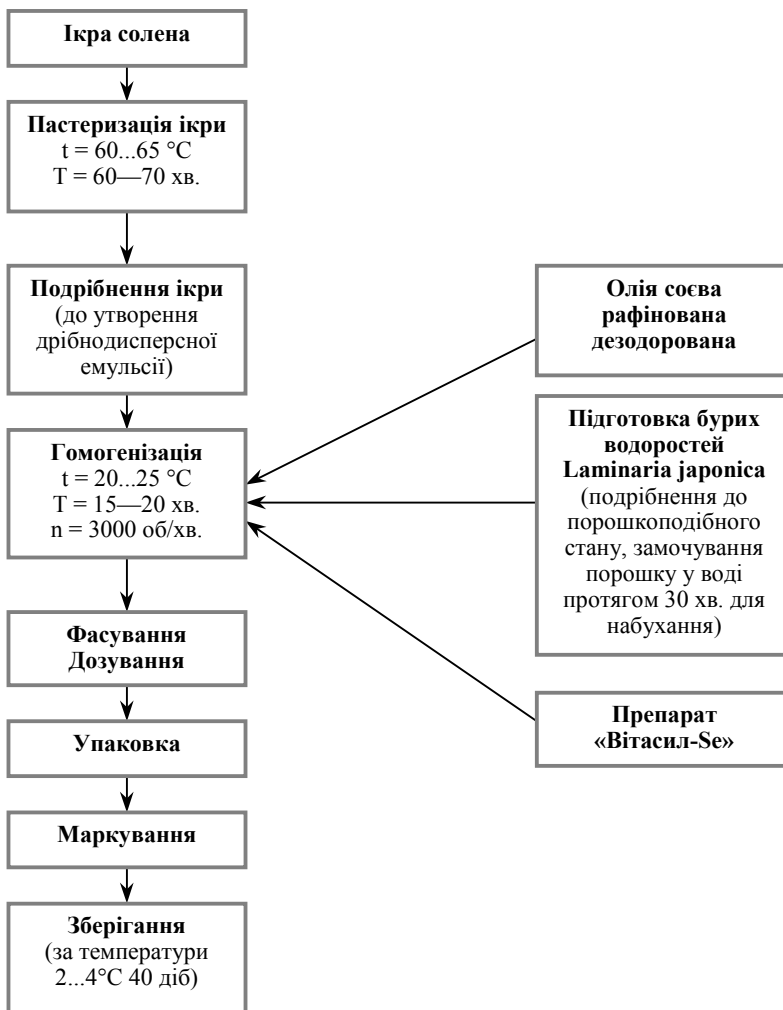 Ікра солена
Пастеризація ікри
t = 60...65 °С
Т = 60—70 хв.
Подрібнення ікри
(до утворення
дрібнодисперсної
емульсії)
Гомогенізація
t = 20...25 °С
Т = 15—20 хв.
n = 3000 об/хв.
Фасування
Дозування
Упаковка
Маркування
Зберігання
(за температури
2...4°С 40 діб)
Олія соєва
рафінована
дезодорована
Підготовка бурих
водоростей
Laminaria japonica
(подрібнення до
порошкоподібного
стану, замочування
порошку у воді
протягом 30 хв. для
набухання)
Препарат
«Вітасил-Se»